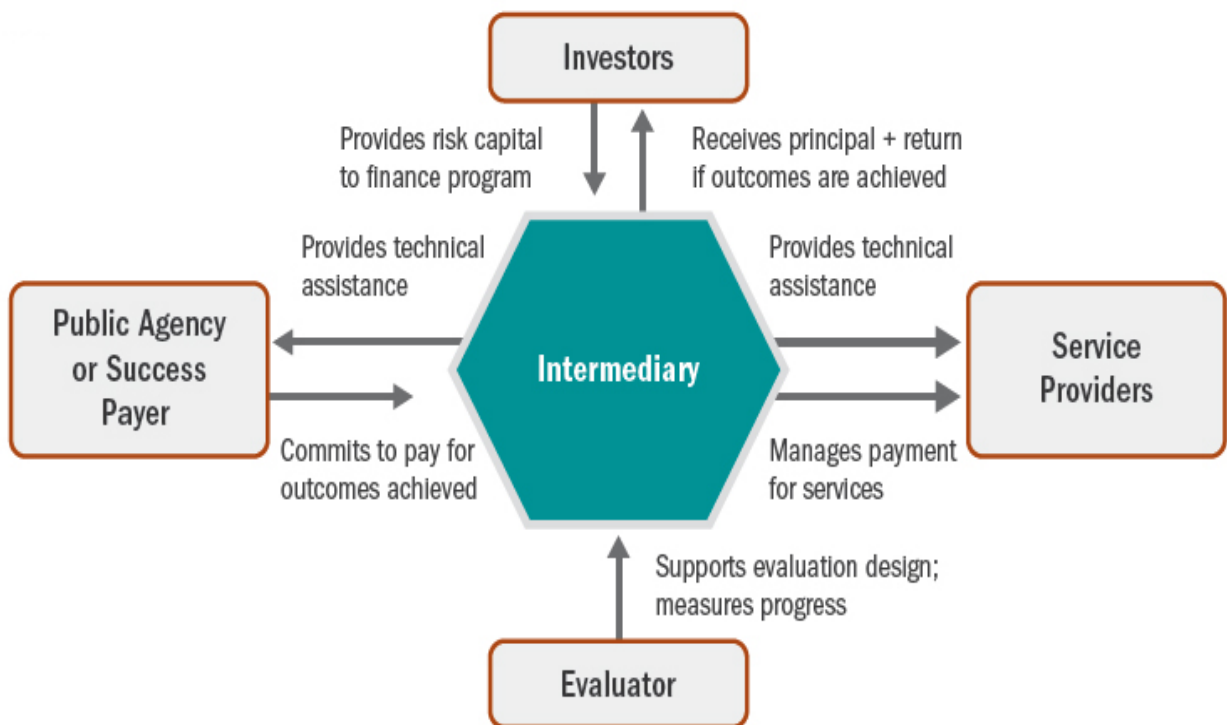 Investors
Provides risk capital
to finance program
Receives principal + return
if outcomes are achieved
Provides technical
assistance
Provides technical
assistance
Public Agency
or Success
Payer
Intermediary
Service
Providers
Commits to pay for
outcomes achieved
Manages payment
for services
Supports evaluation design;
measures progress
Evaluator